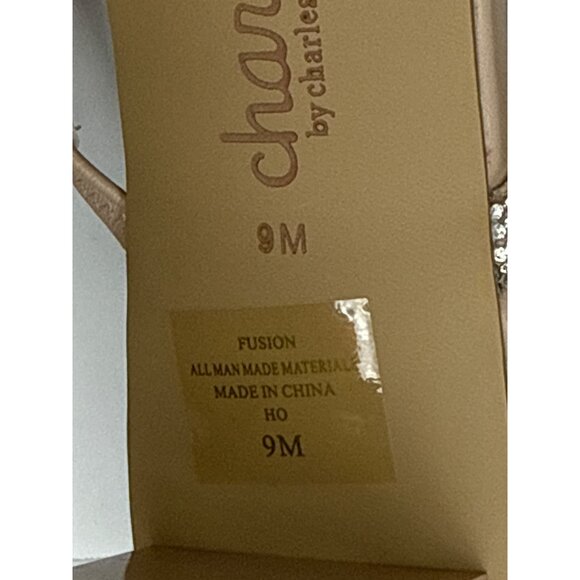 char
by charles
9M
FUSION
ALL MAN MADE MATERIAL
MADE IN CHINA
HO
9M